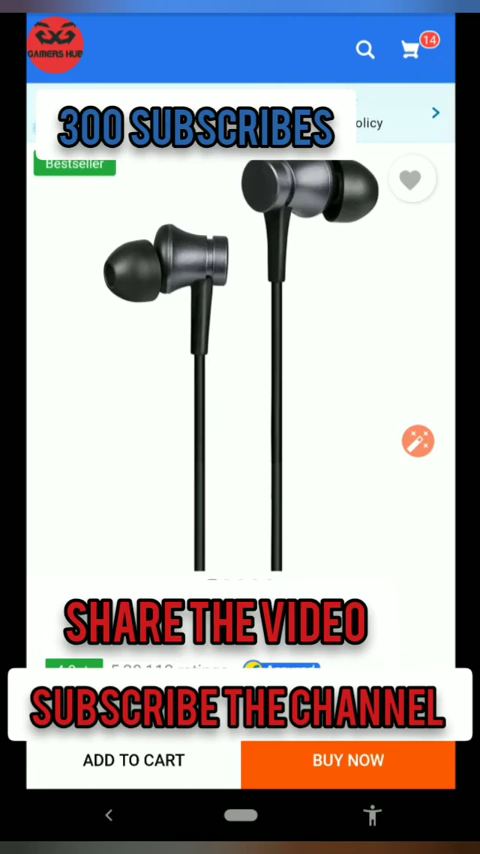 GAMERS HUB
14
300 SUBSCRIBES
olicy
Bestseller
SHARE THE VIDEO
SUBSCRIBE THE CHANNEL
ADD TO CART
BUY NOW